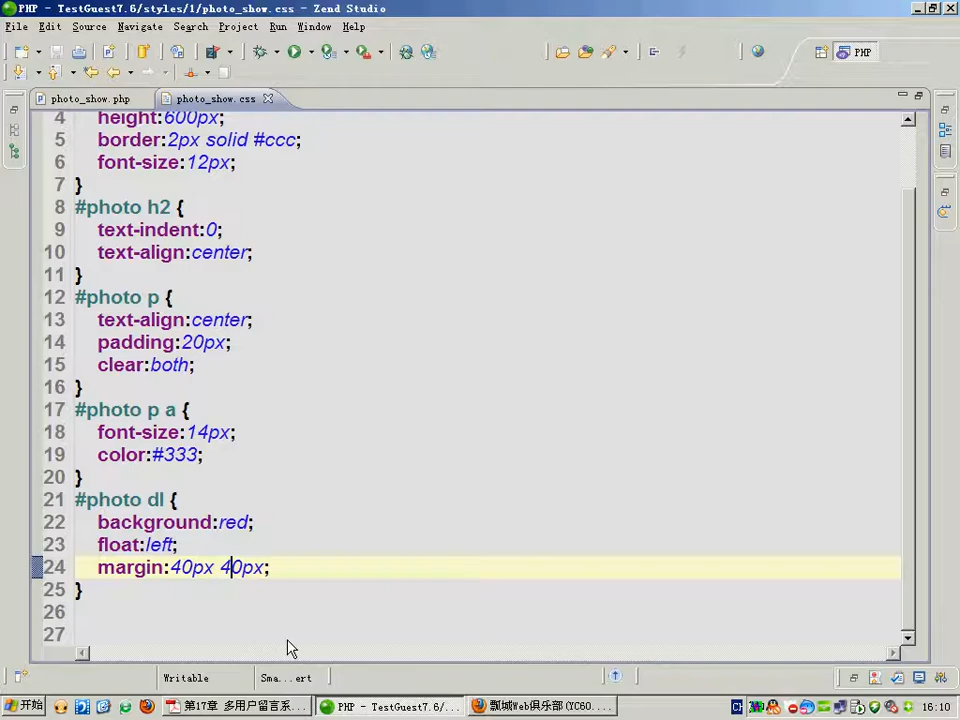 PHP - TestGuest7.6/styles/1/photo_show.css - Zend Studio
File Edit Source Navigate Search Project Run Window Help
PHP
photo_show.php photo_show.css
4 height:600px;
5 border:2px solid #ccc;
6 font-size:12px;
7 }
8 #photo h2 {
9 text-indent:0;
10 text-align:center;
11 }
12 #photo p {
13 text-align:center;
14 padding:20px;
15 clear:both;
16 }
17 #photo p a {
18 font-size:14px;
19 color:#333;
20 }
21 #photo dl {
22 background:red;
23 float:left;
24 margin:40px 40px;
25 }
26
27
Writable Sma...ert
开始 第17章 多用户留言系... PHP - TestGuest7.6/... 瓢城Web俱乐部(YC60... CH 16:10